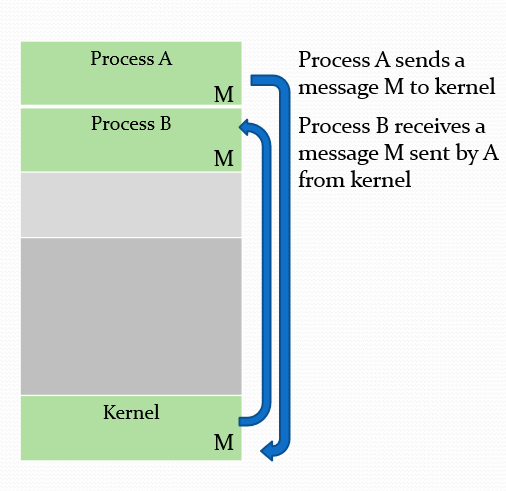 Process A
M
Process B
M
Kernel
M
Process A sends a
message M to kernel
Process B receives a
message M sent by A
from kernel